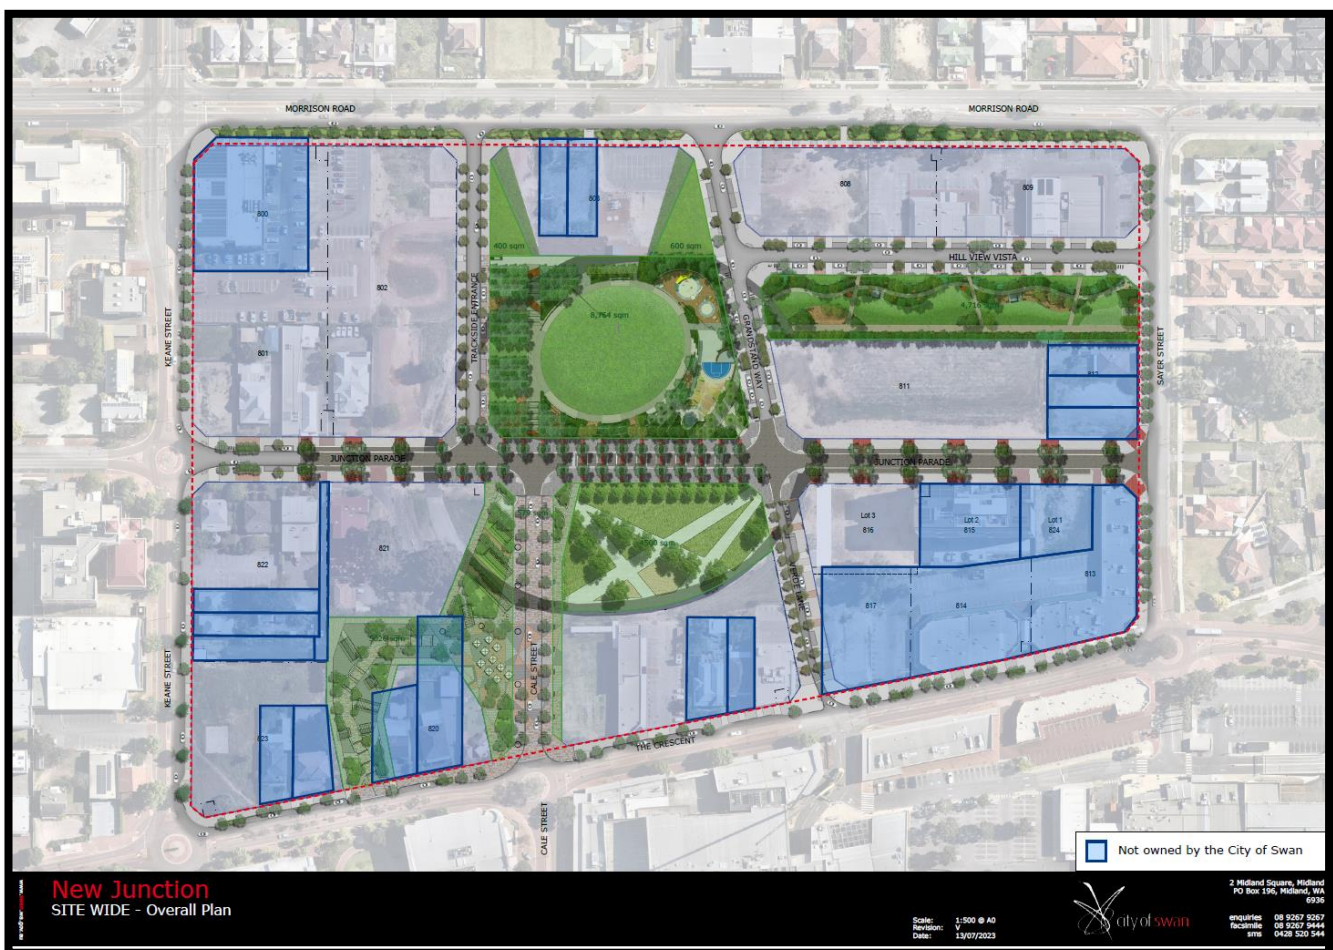 MORRISON ROAD
MORRISON ROAD
800
803
808
809
802
400 sqm
600 sqm
HILL VIEW VISTA
TRACKSIDE ENTRANCE
8,764 sqm
GRANDSTAND WAY
KEANE STREET
801
SAYER STREET
811
JUNCTION PARADE
JUNCTION PARADE
821
822
Lot 3
816
Lot 2
815
Lot 1
824
813
817
814
KEANE STREET
CALE STREET
820
823
THE CRESCENT
CALE STREET
Not owned by the City of Swan
New Junction
SITE WIDE - Overall Plan
Scale: 1:500 @ A0
Revision: V
Date: 13/07/2023
city of swan
2 Midland Square, Midland
PO Box 196, Midland, WA
6936
enquiries 08 9267 9267
facsimile 08 9267 9444
sms 0428 520 544